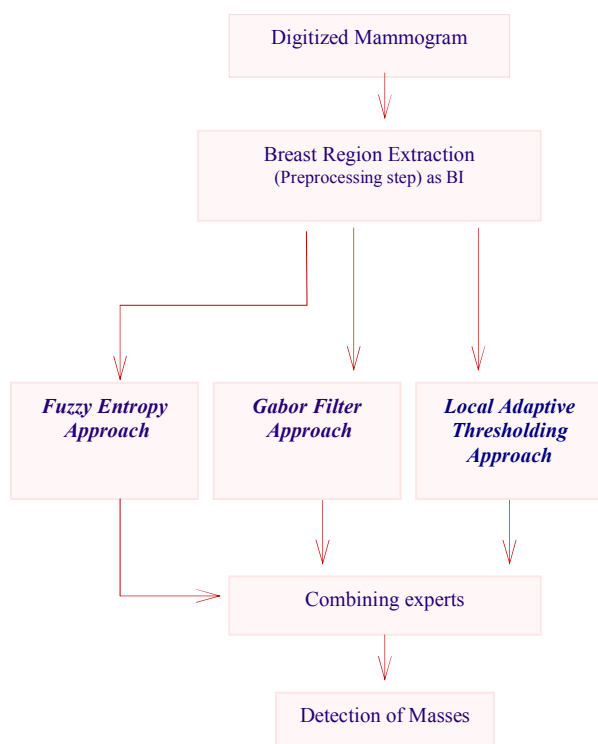 Digitized Mammogram
Breast Region Extraction
(Preprocessing step) as BI
Fuzzy Entropy
Approach
Gabor Filter
Approach
Local Adaptive
Thresholding
Approach
Combining experts
Detection of Masses